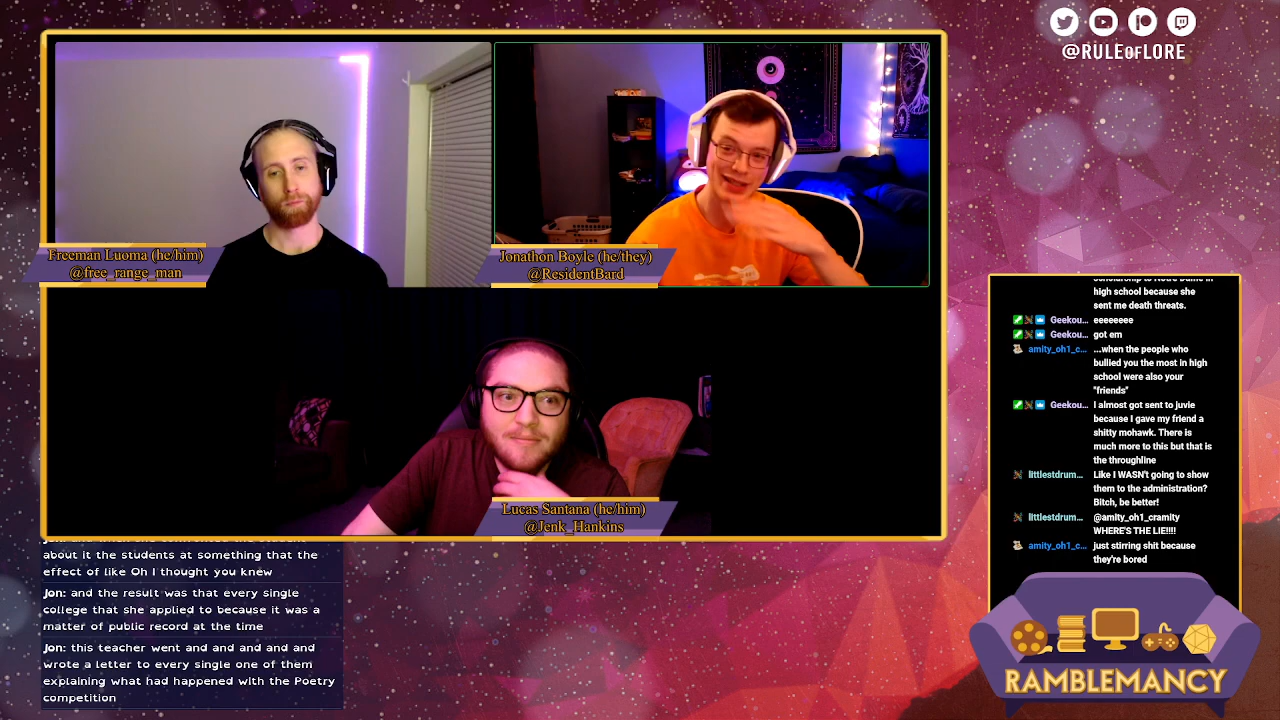 @RULEOFLORE
Freeman Luoma (he/him)
@free_range_man
Jonathon Boyle (he/they)
@ResidentBard
Lucas Santana (he/him)
@Jenk_Hankins
about it the students at something that the
effect of like Oh I thought you knew
Jon: and the result was that every single
college that she applied to because it was a
matter of public record at the time
Jon: this teacher went and and and and and
wrote a letter to every single one of them
explaining what had happened with the Poetry
competition
high school because she
sent me death threats.
Geekou... eeeeeeee
Geekou... got em
amity_oh1_c... ...when the people who
bullied you the most in high
school were also your
"friends"
Geekou... I almost got sent to juvie
because I gave my friend a
shitty mohawk. There is
much more to this but that is
the throughline
littlestdrum... Like I WASN't going to show
them to the administration?
Bitch, be better!
littlestdrum... @amity_oh1_cramity
WHERE'S THE LIE!!!!
amity_oh1_c... just stirring shit because
they're bored
RAMBLEMANCY